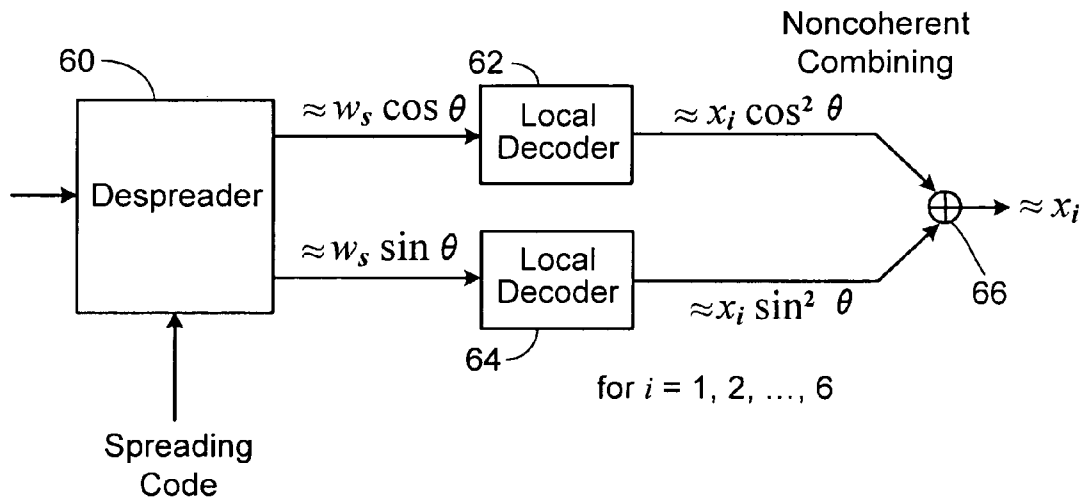 Noncoherent
Combining
60
62
≈ w_s cos θ
Local
Decoder
≈ x_i cos² θ
Despreader
≈ x_i
≈ w_s sin θ
Local
Decoder
66
≈ x_i sin² θ
64
for i = 1, 2, ..., 6
Spreading
Code